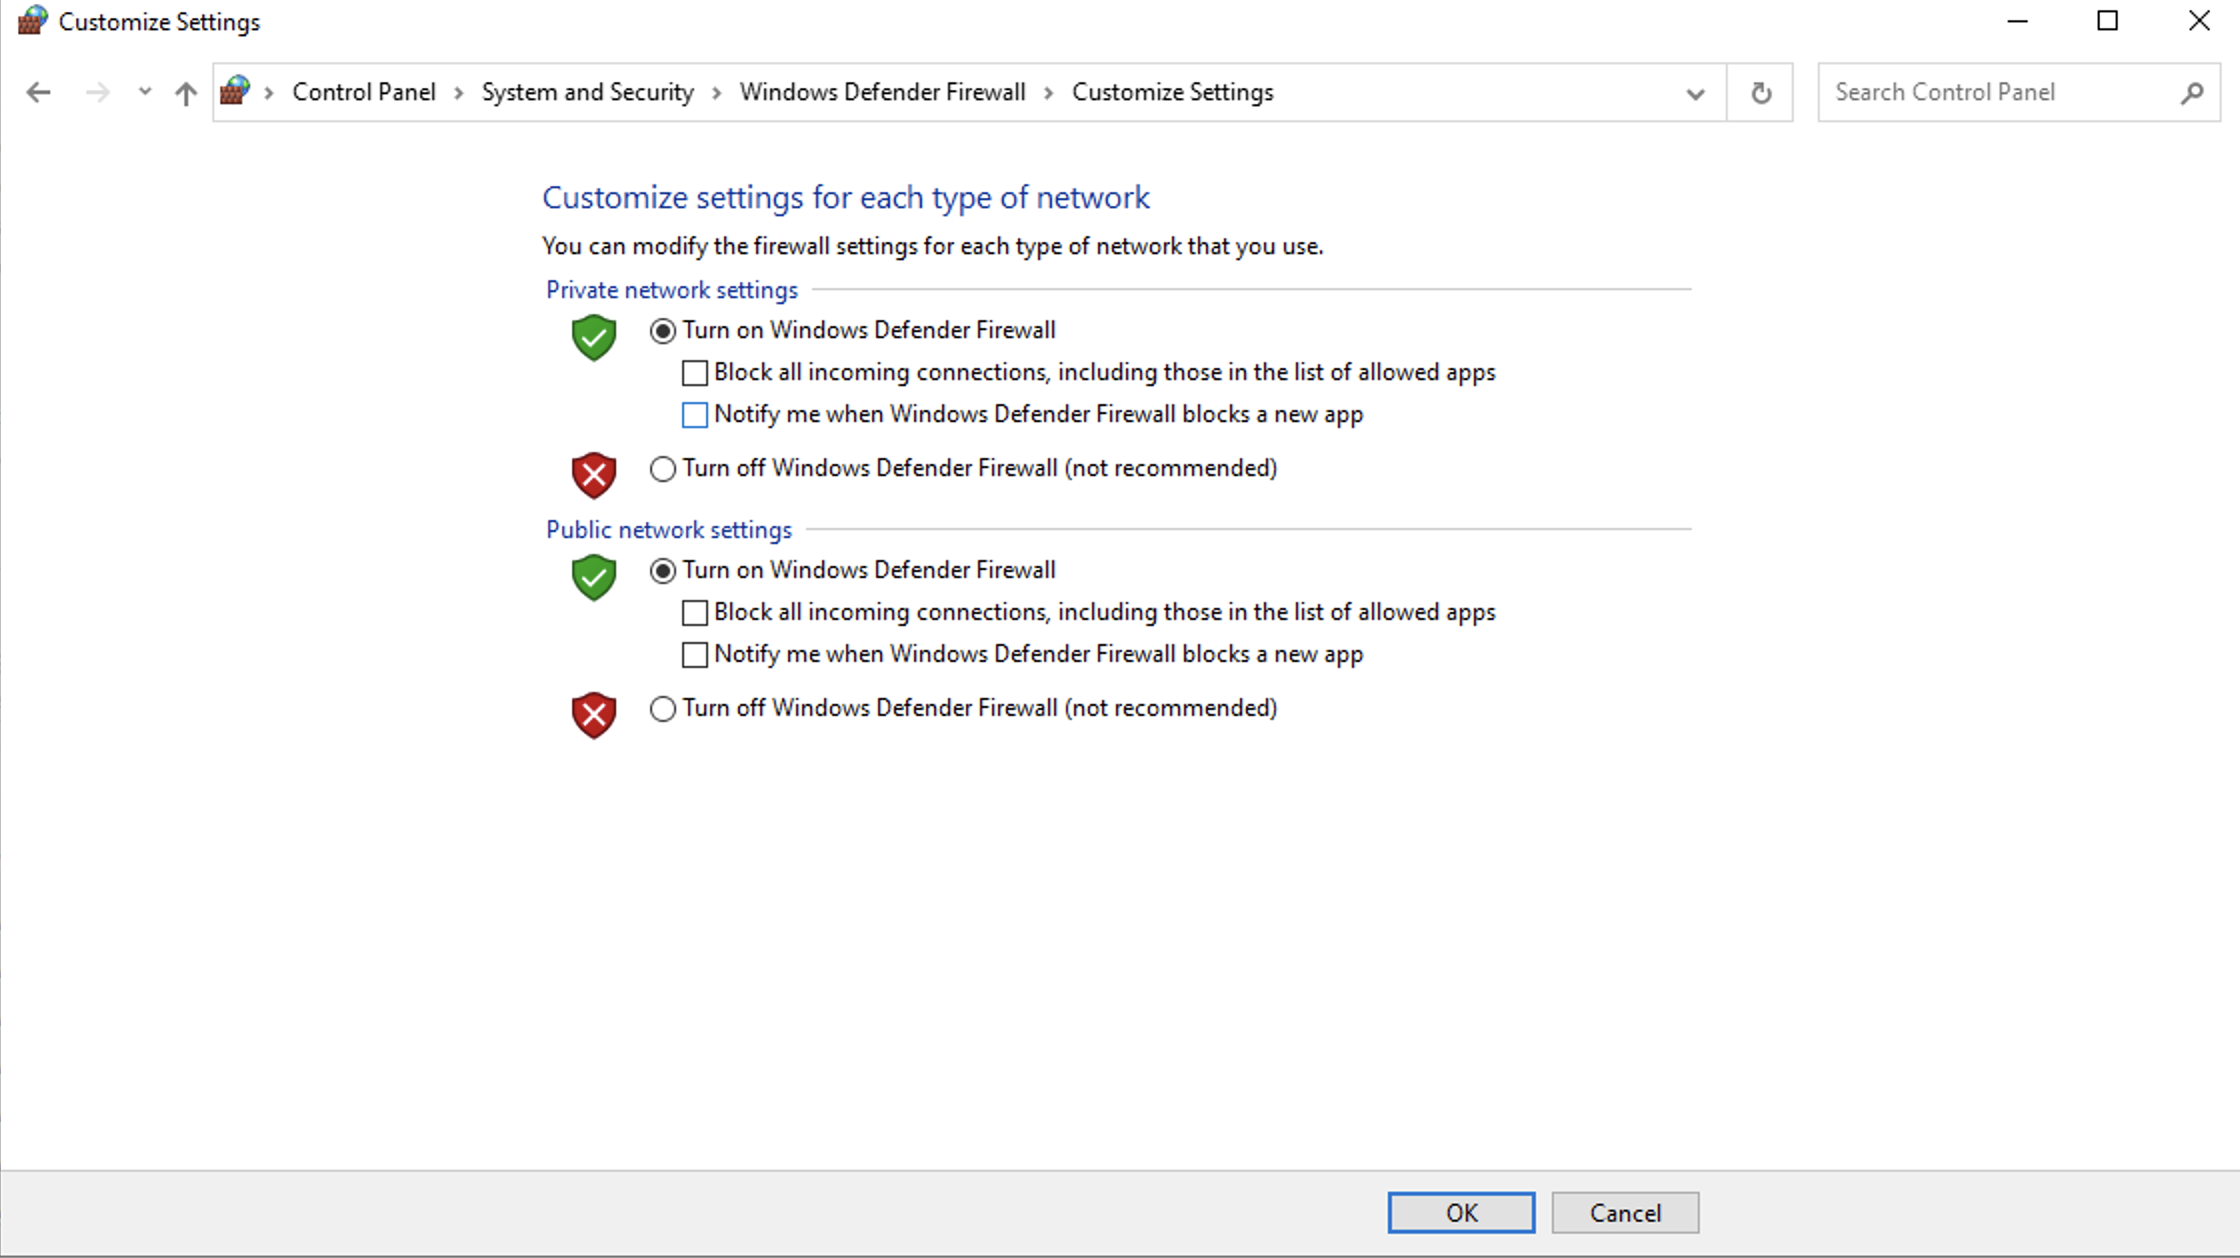 Customize Settings
Control Panel > System and Security > Windows Defender Firewall > Customize Settings
Search Control Panel
Customize settings for each type of network
You can modify the firewall settings for each type of network that you use.
Private network settings
Turn on Windows Defender Firewall
Block all incoming connections, including those in the list of allowed apps
Notify me when Windows Defender Firewall blocks a new app
Turn off Windows Defender Firewall (not recommended)
Public network settings
Turn on Windows Defender Firewall
Block all incoming connections, including those in the list of allowed apps
Notify me when Windows Defender Firewall blocks a new app
Turn off Windows Defender Firewall (not recommended)
OK
Cancel